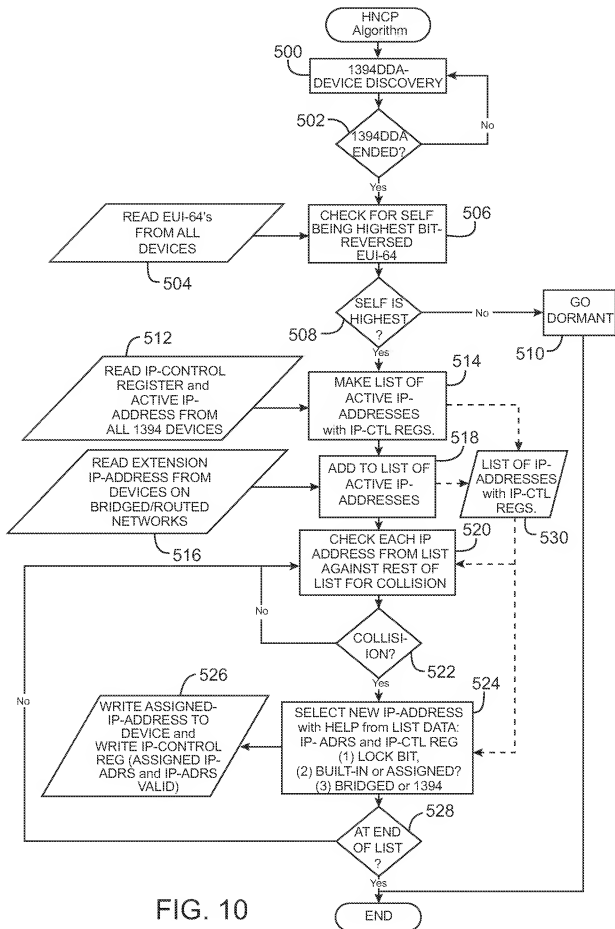 HNCP
Algorithm
500
1394DDA-
DEVICE DISCOVERY
502
1394DDA
ENDED?
No
Yes
READ EUI-64's
FROM ALL
DEVICES
504
CHECK FOR SELF
BEING HIGHEST BIT-
REVERSED
EUI-64
506
SELF IS
HIGHEST
?
508
No
Yes
GO
DORMANT
510
512
READ IP-CONTROL
REGISTER and
ACTIVE IP-
ADDRESS FROM
ALL 1394 DEVICES
514
MAKE LIST OF
ACTIVE IP-
ADDRESSES
with IP-CTL REGS.
READ EXTENSION
IP-ADDRESS FROM
DEVICES ON
BRIDGED/ROUTED
NETWORKS
516
518
ADD TO LIST OF
ACTIVE IP-
ADDRESSES
LIST OF IP-
ADDRESSES
with IP-CTL
REGS.
530
520
CHECK EACH IP
ADDRESS FROM LIST
AGAINST REST OF
LIST FOR COLLISION
No
COLLISI-
ION?
522
Yes
No
526
WRITE ASSIGNED-
IP-ADDRESS TO
DEVICE and
WRITE IP-CONTROL
REG (ASSIGNED IP-
ADRS and IP-ADRS
VALID)
524
SELECT NEW IP-ADDRESS
with HELP from LIST DATA:
IP- ADRS and IP-CTL REG
(1) LOCK BIT,
(2) BUILT-IN or ASSIGNED?
(3) BRIDGED or 1394
528
AT END
OF LIST
?
Yes
END
FIG. 10